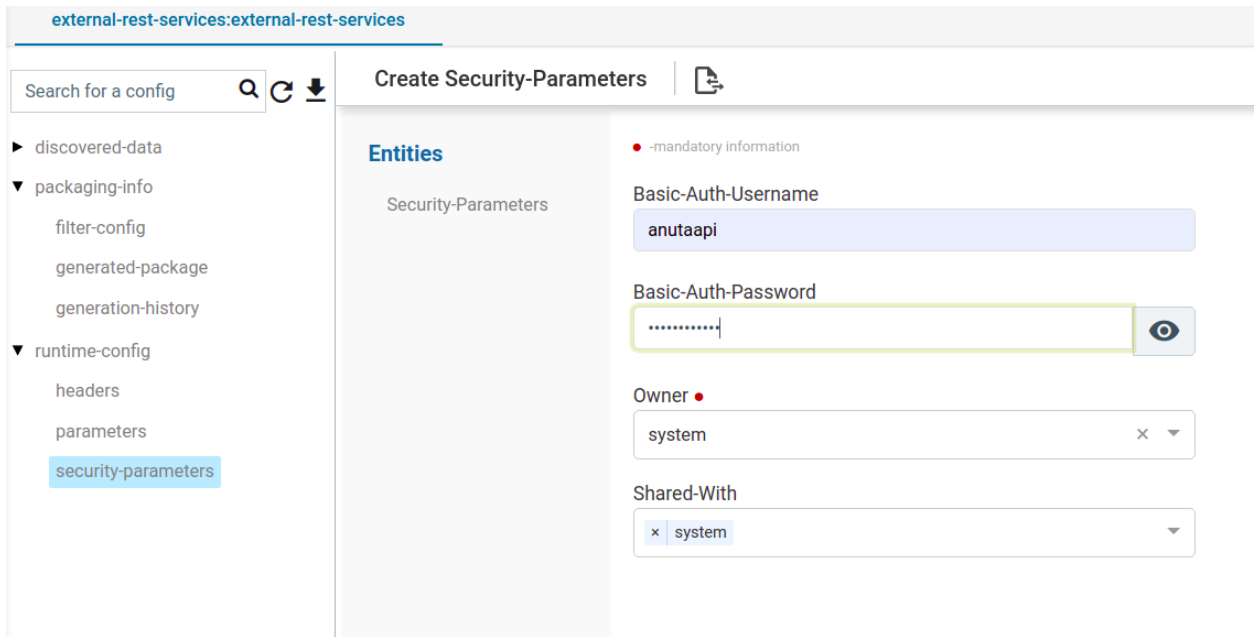 external-rest-services:external-rest-services
Search for a config
discovered-data
packaging-info
filter-config
generated-package
generation-history
runtime-config
headers
parameters
security-parameters
Create Security-Parameters
Entities
Security-Parameters
-mandatory information
Basic-Auth-Username
anutaapi
Basic-Auth-Password
••••••••••••
Owner
system
Shared-With
× system